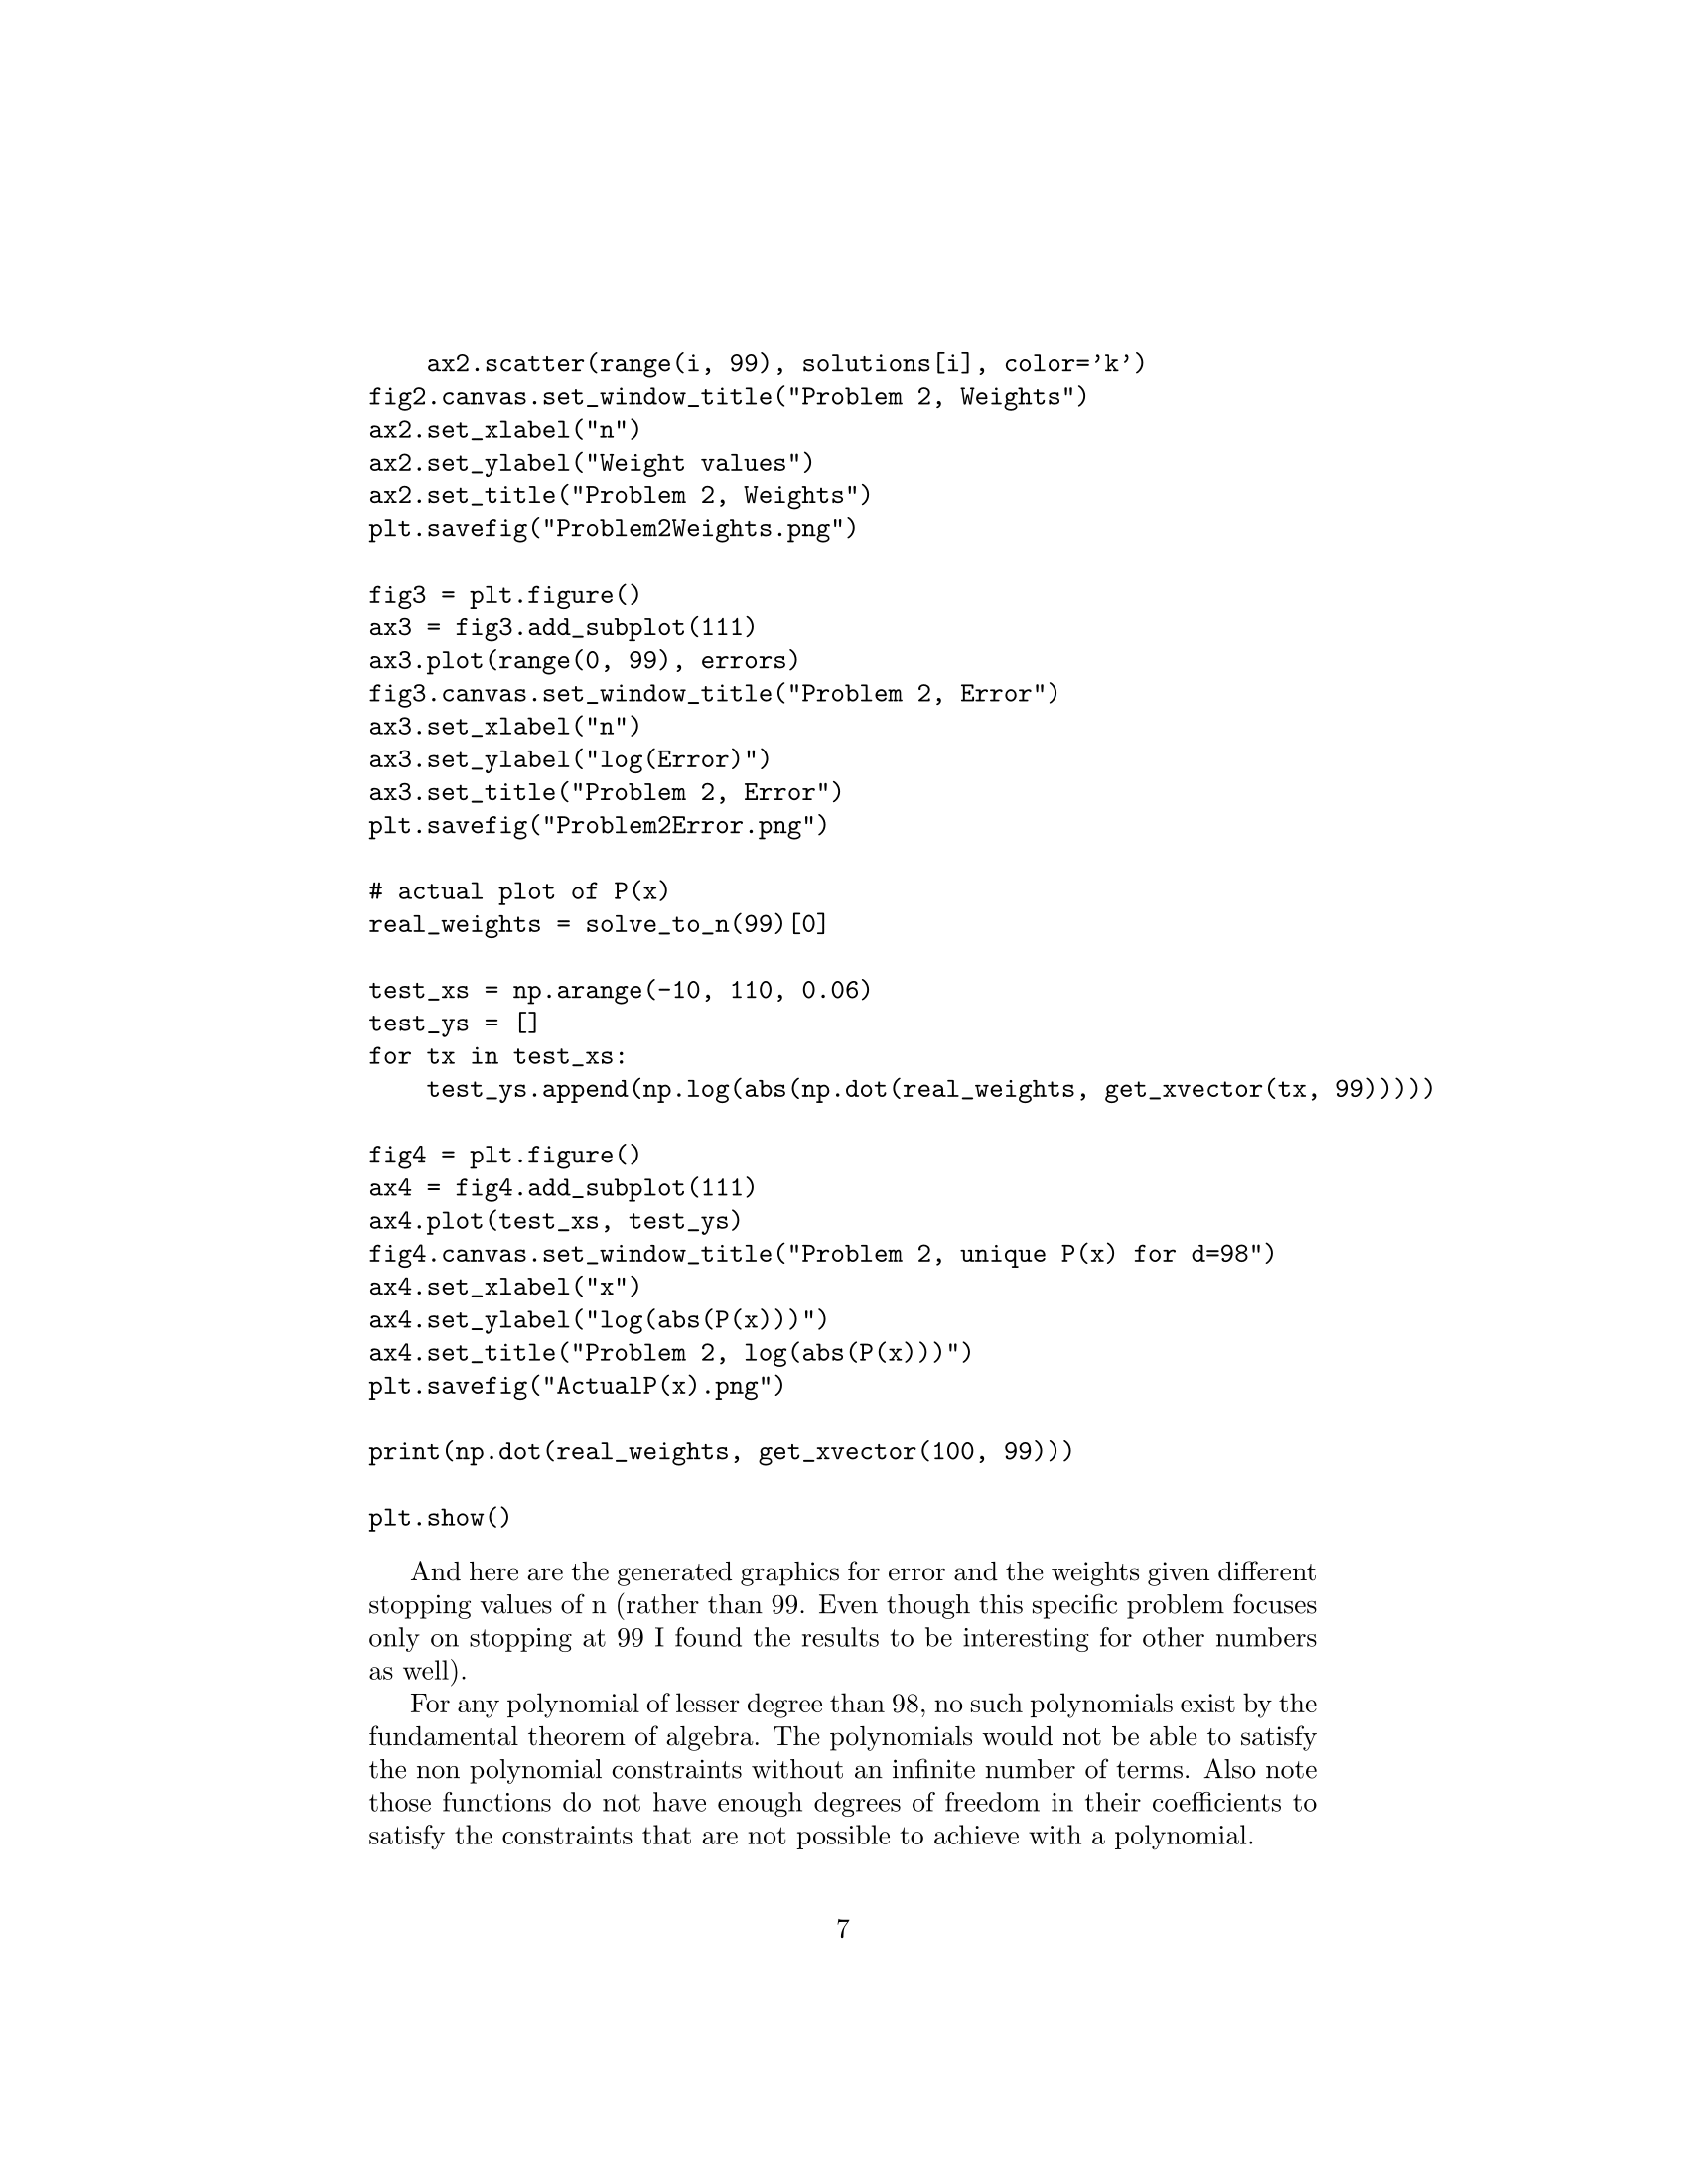 ax2.scatter(range(i, 99), solutions[i], color=’k’)
fig2.canvas.set_window_title("Problem 2, Weights")
ax2.set_xlabel("n")
ax2.set_ylabel("Weight values")
ax2.set_title("Problem 2, Weights")
plt.savefig("Problem2Weights.png")

fig3 = plt.figure()
ax3 = fig3.add_subplot(111)
ax3.plot(range(0, 99), errors)
fig3.canvas.set_window_title("Problem 2, Error")
ax3.set_xlabel("n")
ax3.set_ylabel("log(Error)")
ax3.set_title("Problem 2, Error")
plt.savefig("Problem2Error.png")

# actual plot of P(x)
real_weights = solve_to_n(99)[0]

test_xs = np.arange(-10, 110, 0.06)
test_ys = []
for tx in test_xs:
    test_ys.append(np.log(abs(np.dot(real_weights, get_xvector(tx, 99)))))

fig4 = plt.figure()
ax4 = fig4.add_subplot(111)
ax4.plot(test_xs, test_ys)
fig4.canvas.set_window_title("Problem 2, unique P(x) for d=98")
ax4.set_xlabel("x")
ax4.set_ylabel("log(abs(P(x)))")
ax4.set_title("Problem 2, log(abs(P(x)))")
plt.savefig("ActualP(x).png")

print(np.dot(real_weights, get_xvector(100, 99)))

plt.show()
And here are the generated graphics for error and the weights given different
stopping values of n (rather than 99. Even though this specific problem focuses
only on stopping at 99 I found the results to be interesting for other numbers
as well).
For any polynomial of lesser degree than 98, no such polynomials exist by the
fundamental theorem of algebra. The polynomials would not be able to satisfy
the non polynomial constraints without an infinite number of terms. Also note
those functions do not have enough degrees of freedom in their coefficients to
satisfy the constraints that are not possible to achieve with a polynomial.
7